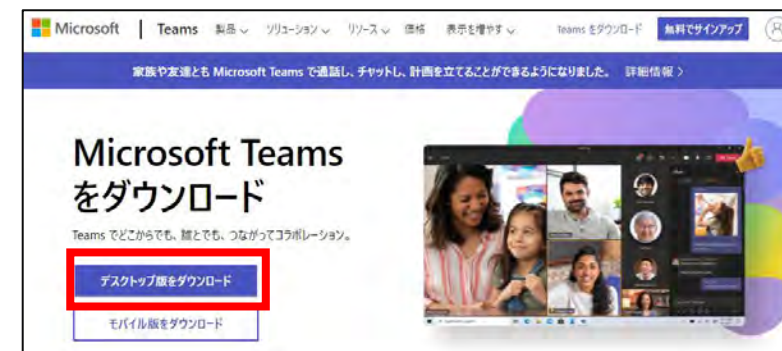 Microsoft | Teams 製品 ソリューション リソース 価格 表示を増やす Teams をダウンロード 無料でサインアップ
家族や友達とも Microsoft Teams で通話し、チャットし、計画を立てることができるようになりました。 詳細情報 >
Microsoft Teams
をダウンロード
Teams でどこからでも、誰とでも、つながってコラボレーション。
デスクトップ版をダウンロード
モバイル版をダウンロード